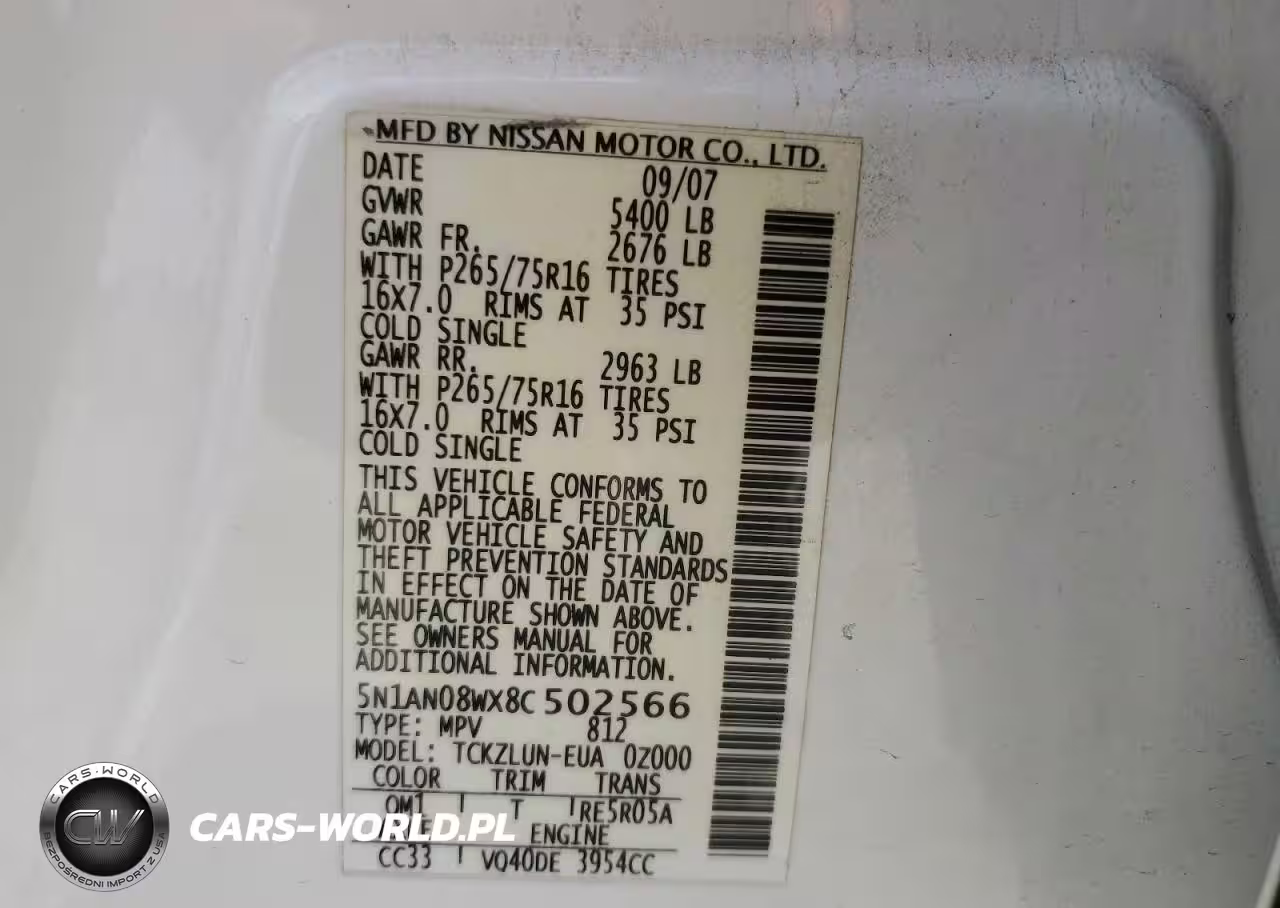 MFD BY NISSAN MOTOR CO., LTD.
DATE 09/07
GVWR 5400 LB
GAWR FR. 2676 LB
WITH P265/75R16 TIRES
16X7.0 RIMS AT 35 PSI
COLD SINGLE
GAWR RR. 2963 LB
WITH P265/75R16 TIRES
16X7.0 RIMS AT 35 PSI
COLD SINGLE
THIS VEHICLE CONFORMS TO
ALL APPLICABLE FEDERAL
MOTOR VEHICLE SAFETY AND
THEFT PREVENTION STANDARDS
IN EFFECT ON THE DATE OF
MANUFACTURE SHOWN ABOVE.
SEE OWNERS MANUAL FOR
ADDITIONAL INFORMATION.
5N1AN08WX8C502566
TYPE: MPV 812
MODEL: TCKZLUN-EUA 0Z000
COLOR TRIM TRANS
QM1 T RE5R05A
ENGINE
CC33 VQ40DE 3954CC
CARS-WORLD
CW
BEZPOŚREDNI IMPORT Z USA
CARS-WORLD.PL